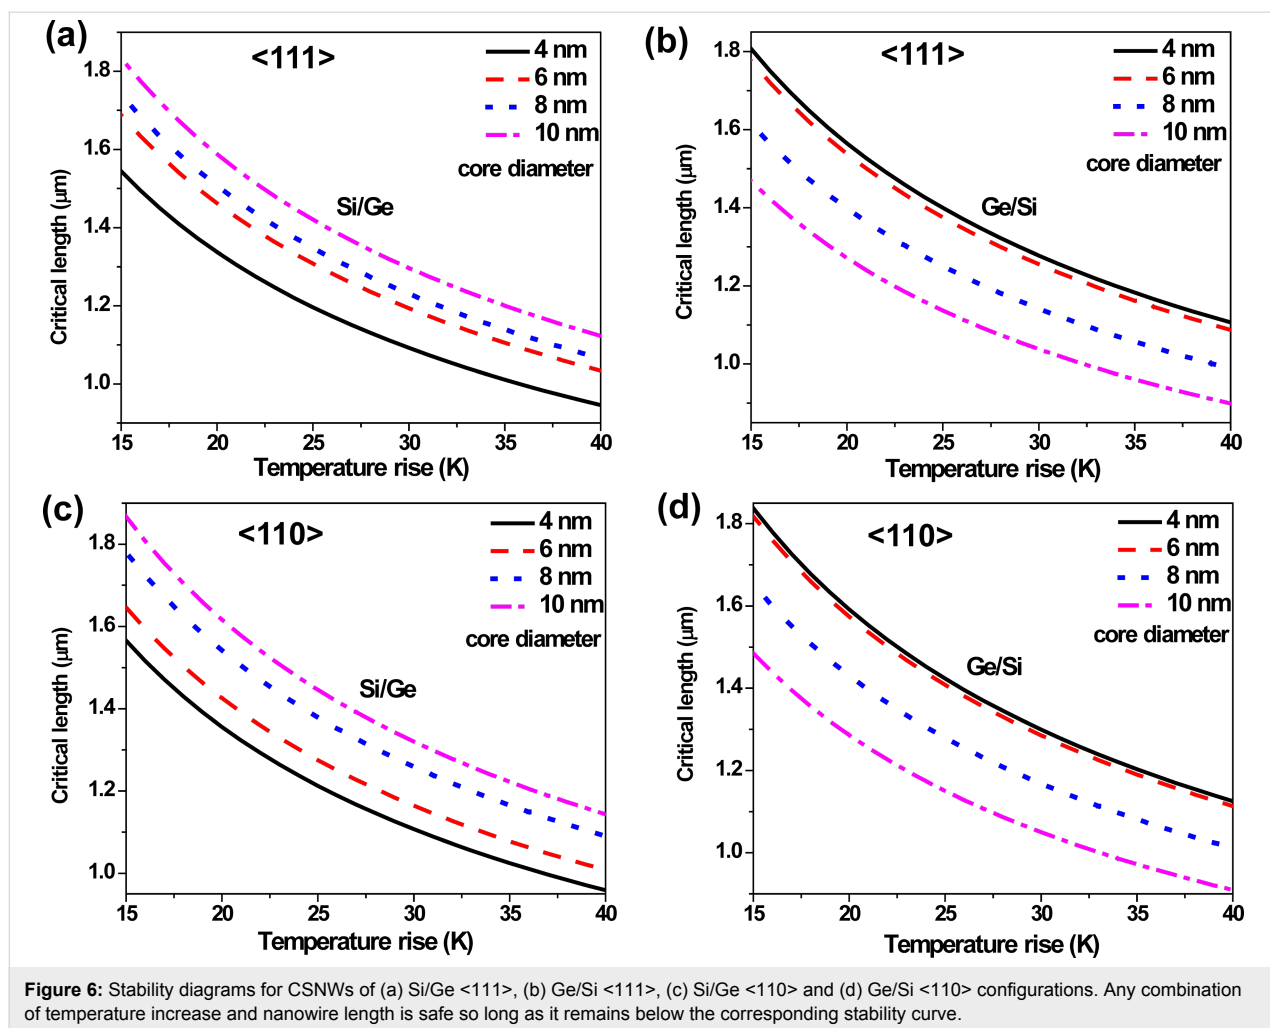 (a)
<111>
4 nm
6 nm
8 nm
10 nm
core diameter
Si/Ge
1.8
1.6
1.4
1.2
1.0
Critical length (μm)
15 20 25 30 35 40
Temperature rise (K)
(b)
<111>
4 nm
6 nm
8 nm
10 nm
core diameter
Ge/Si
1.8
1.6
1.4
1.2
1.0
Critical length (μm)
15 20 25 30 35 40
Temperature rise (K)
(c)
<110>
4 nm
6 nm
8 nm
10 nm
core diameter
Si/Ge
1.8
1.6
1.4
1.2
1.0
Critical length (μm)
15 20 25 30 35 40
Temperature rise (K)
(d)
<110>
4 nm
6 nm
8 nm
10 nm
core diameter
Ge/Si
1.8
1.6
1.4
1.2
1.0
Critical length (μm)
15 20 25 30 35 40
Temperature rise (K)
Figure 6: Stability diagrams for CSNWs of (a) Si/Ge <111>, (b) Ge/Si <111>, (c) Si/Ge <110> and (d) Ge/Si <110> configurations. Any combination
of temperature increase and nanowire length is safe so long as it remains below the corresponding stability curve.